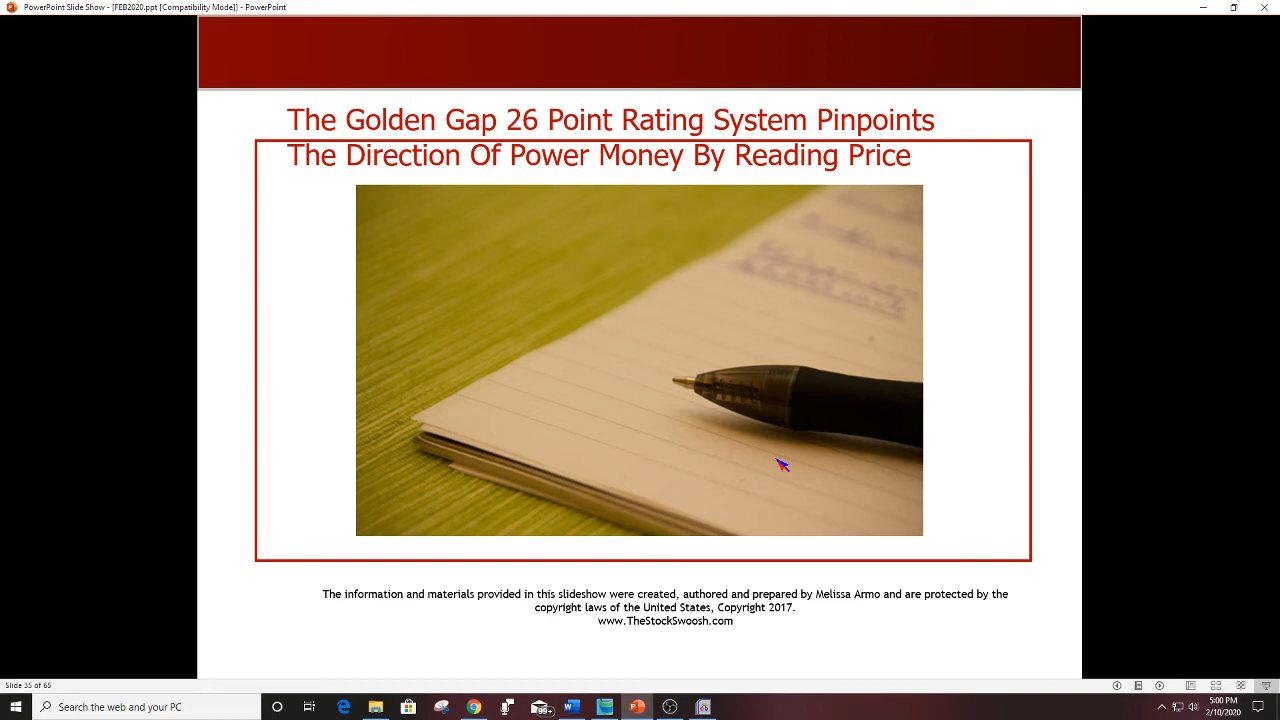 PowerPoint Slide Show - [FEB2020.ppt [Compatibility Mode]] - PowerPoint
The Golden Gap 26 Point Rating System Pinpoints
The Direction Of Power Money By Reading Price
The information and materials provided in this slideshow were created, authored and prepared by Melissa Armo and are protected by the
copyright laws of the United States, Copyright 2017.
www.TheStockSwoosh.com
Slide 35 of 65
Search the web and your PC
99+
5:00 PM
2/10/2020